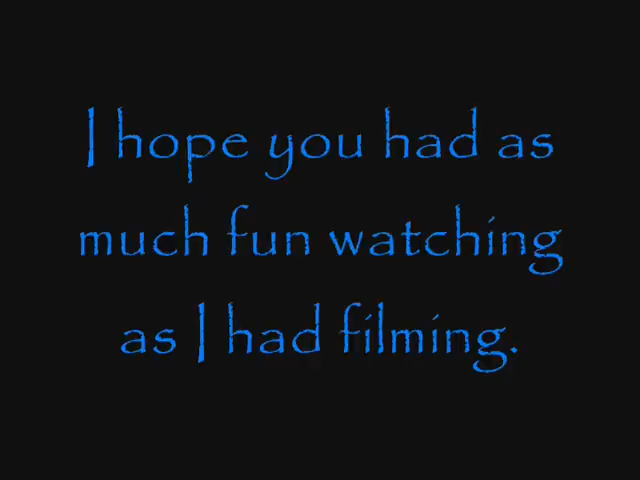 I hope you had as
much fun watching
as I had filming.